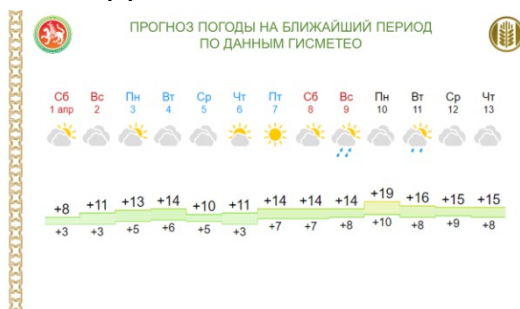 ПРОГНОЗ ПОГОДЫ НА БЛИЖАЙШИЙ ПЕРИОД
ПО ДАННЫМ ГИСМЕТЕО
Сб Вс Пн Вт Ср Чт Пт Сб Вс Пн Вт Ср Чт
1 апр 2 3 4 5 6 7 8 9 10 11 12 13
+8 +11 +13 +14 +10 +11 +14 +14 +14 +19 +16 +15 +15
+3 +3 +5 +6 +5 +3 +7 +7 +8 +10 +8 +9 +8